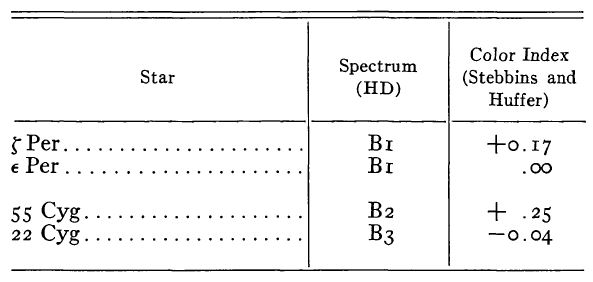 Star Spectrum (HD) Color Index (Stebbins and Huffer)
ζ Per........................ B1 +0.17
ϵ Per........................ B1 .00
55 Cyg...................... B2 + .25
22 Cyg...................... B3 −0.04